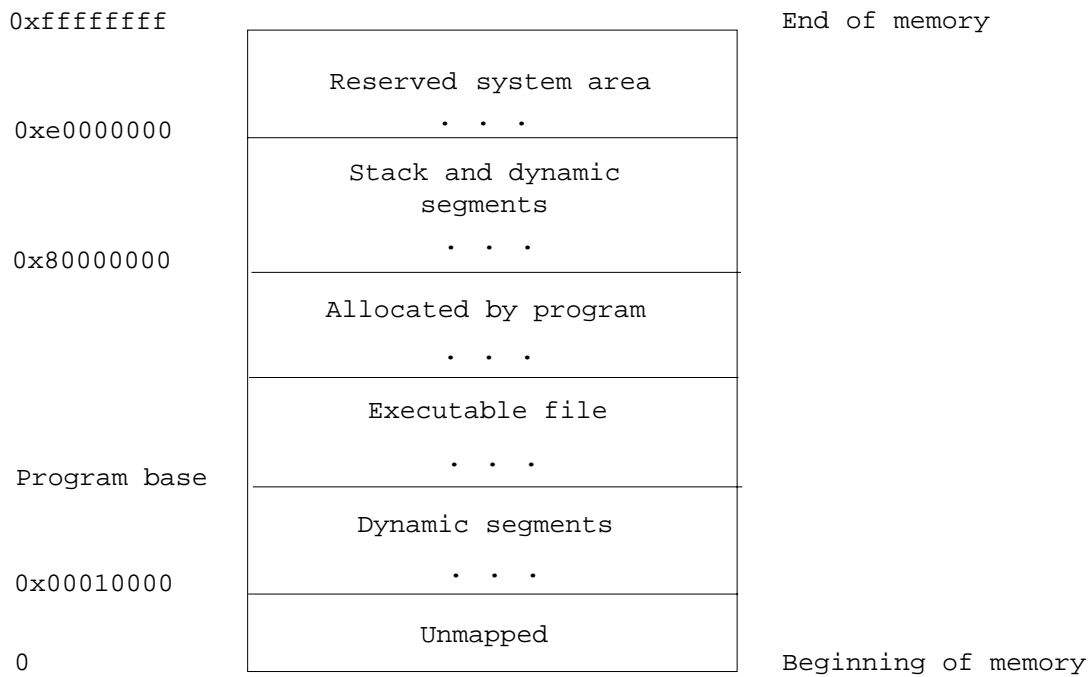 0xffffffff
End of memory
Reserved system area
. . .
0xe0000000
Stack and dynamic
segments
. . .
0x80000000
Allocated by program
. . .
Executable file
. . .
Program base
Dynamic segments
. . .
0x00010000
Unmapped
0
Beginning of memory